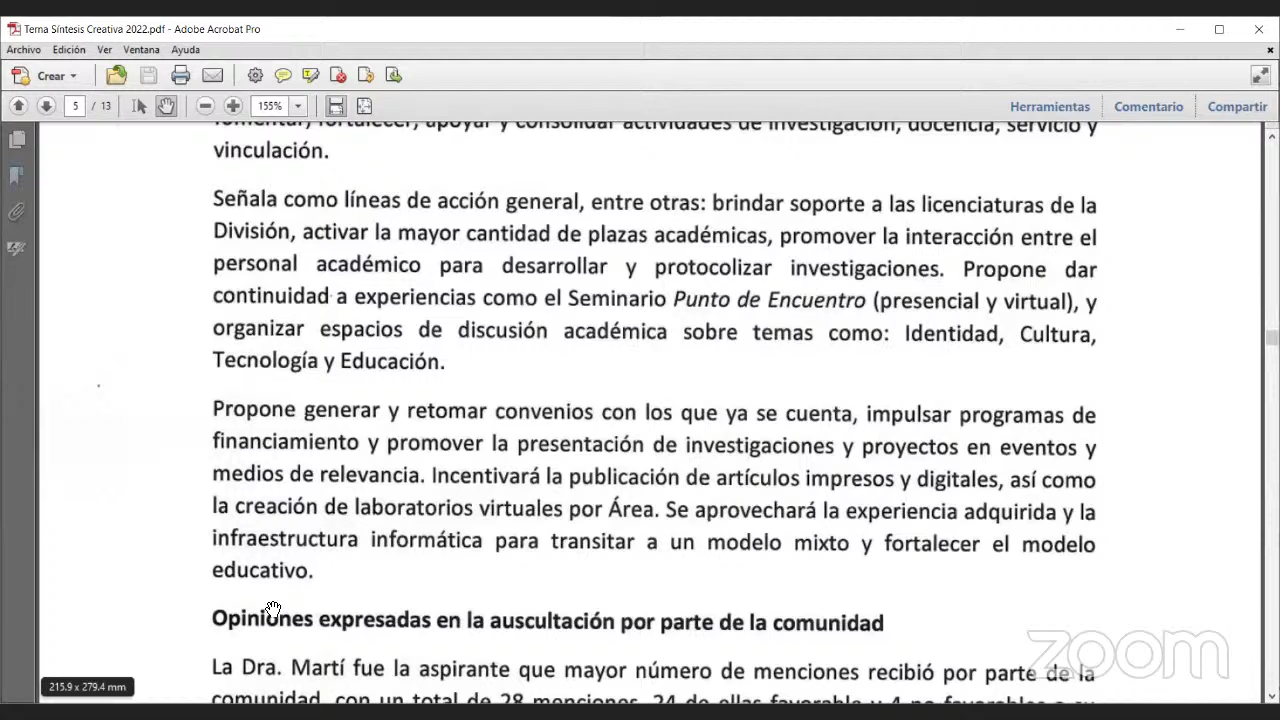 Tema Síntesis Creativa 2022.pdf - Adobe Acrobat Pro
Archivo Edición Ver Ventana Ayuda
Crear
5 / 13 155% Herramientas Comentario Compartir
fomentar, fortalecer, apoyar y consolidar actividades de investigación, docencia, servicio y
vinculación.
Señala como líneas de acción general, entre otras: brindar soporte a las licenciaturas de la
División, activar la mayor cantidad de plazas académicas, promover la interacción entre el
personal académico para desarrollar y protocolizar investigaciones. Propone dar
continuidad a experiencias como el Seminario Punto de Encuentro (presencial y virtual), y
organizar espacios de discusión académica sobre temas como: Identidad, Cultura,
Tecnología y Educación.
Propone generar y retomar convenios con los que ya se cuenta, impulsar programas de
financiamiento y promover la presentación de investigaciones y proyectos en eventos y
medios de relevancia. Incentivará la publicación de artículos impresos y digitales, así como
la creación de laboratorios virtuales por Área. Se aprovechará la experiencia adquirida y la
infraestructura informática para transitar a un modelo mixto y fortalecer el modelo
educativo.
Opiniones expresadas en la auscultación por parte de la comunidad
La Dra. Martí fue la aspirante que mayor número de menciones recibió por parte de la
comunidad, con un total de 28 menciones, 24 de ellas favorable y 4 no favorables a su
215.9 x 279.4 mm
zoom